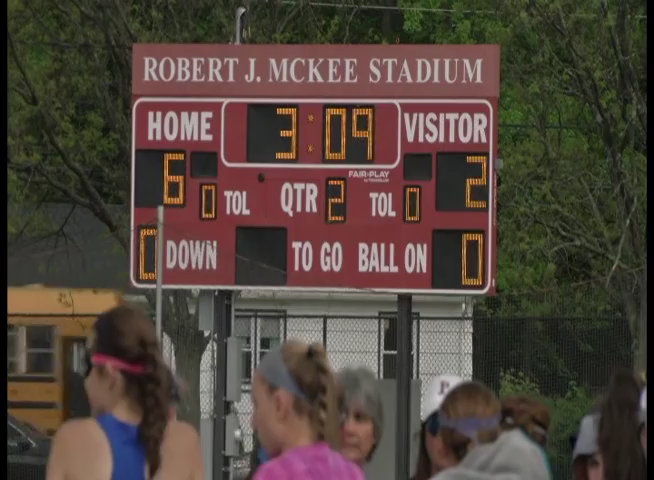 ROBERT J. MCKEE STADIUM
HOME 3:09 VISITOR
FAIR-PLAY
6 0 TOL QTR 2 TOL 0 2
0 DOWN TO GO BALL ON 0
P